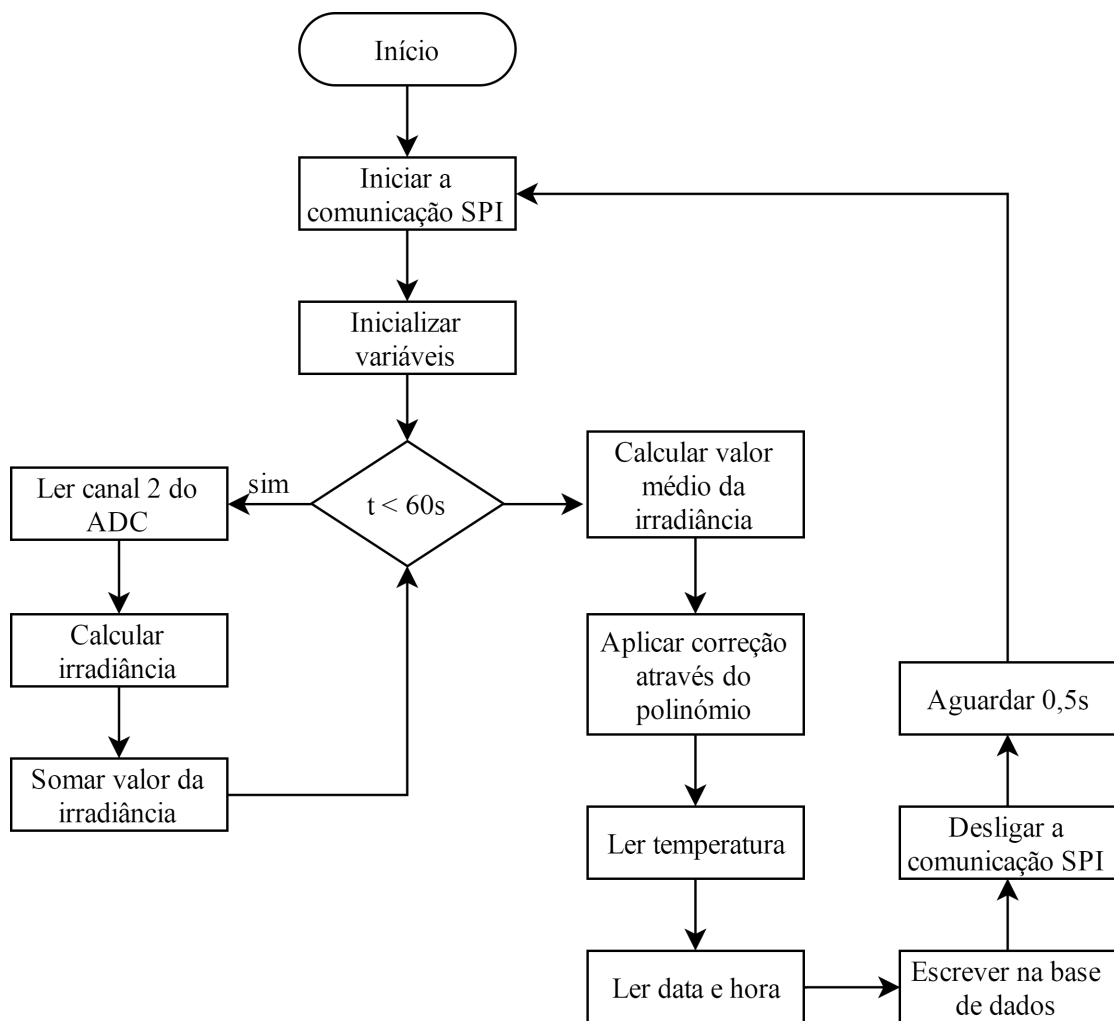 Início
Iniciar a
comunicação SPI
Inicializar
variáveis
t < 60s
sim
Ler canal 2 do
ADC
Calcular
irradiância
Somar valor da
irradiância
Calcular valor
médio da
irradiância
Aplicar correção
através do
polinómio
Ler temperatura
Ler data e hora
Escrever na base
de dados
Desligar a
comunicação SPI
Aguardar 0,5s